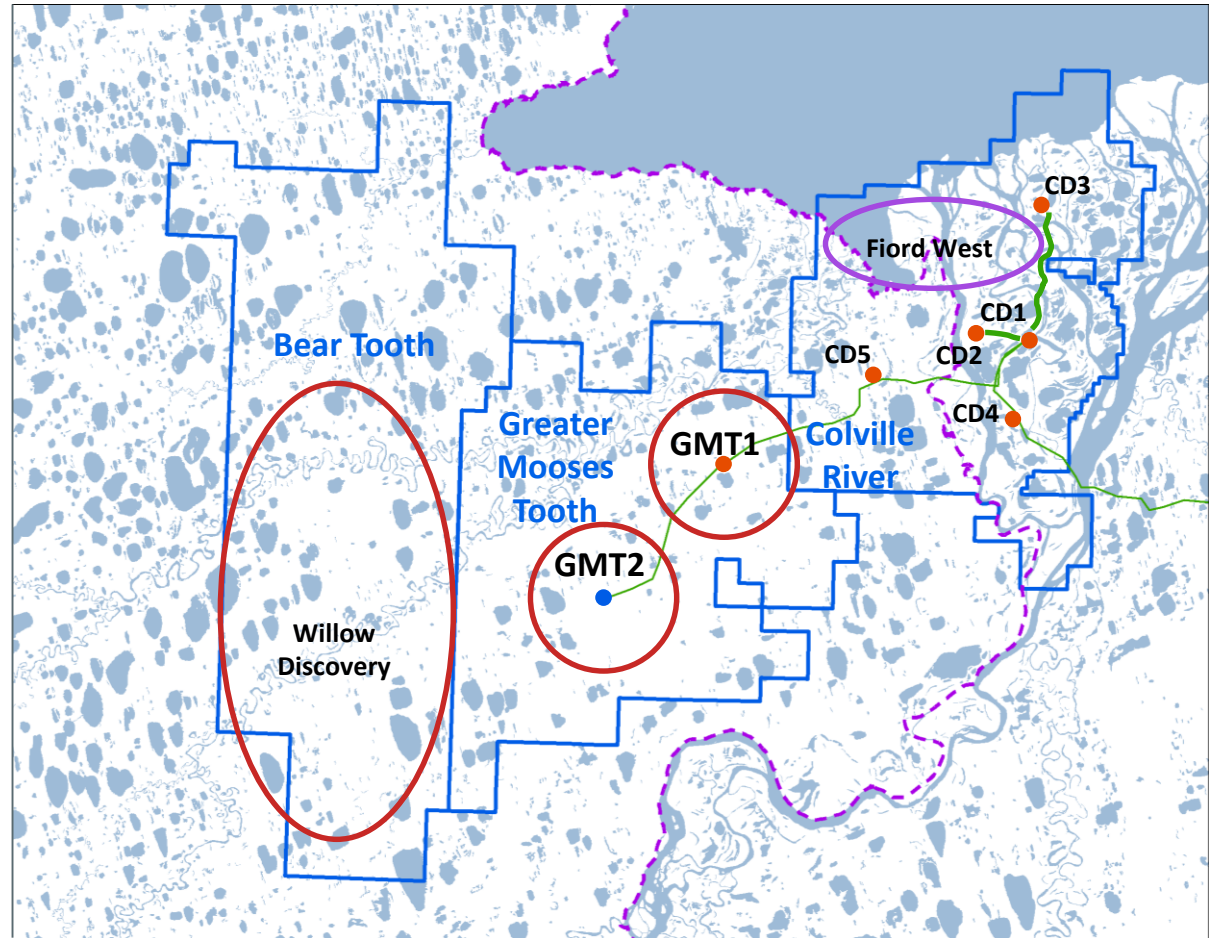 CD3
Fiord West
CD1
CD2
CD5
Bear Tooth
CD4
Greater
Mooses
Tooth
GMT1
Colville
River
GMT2
Willow
Discovery